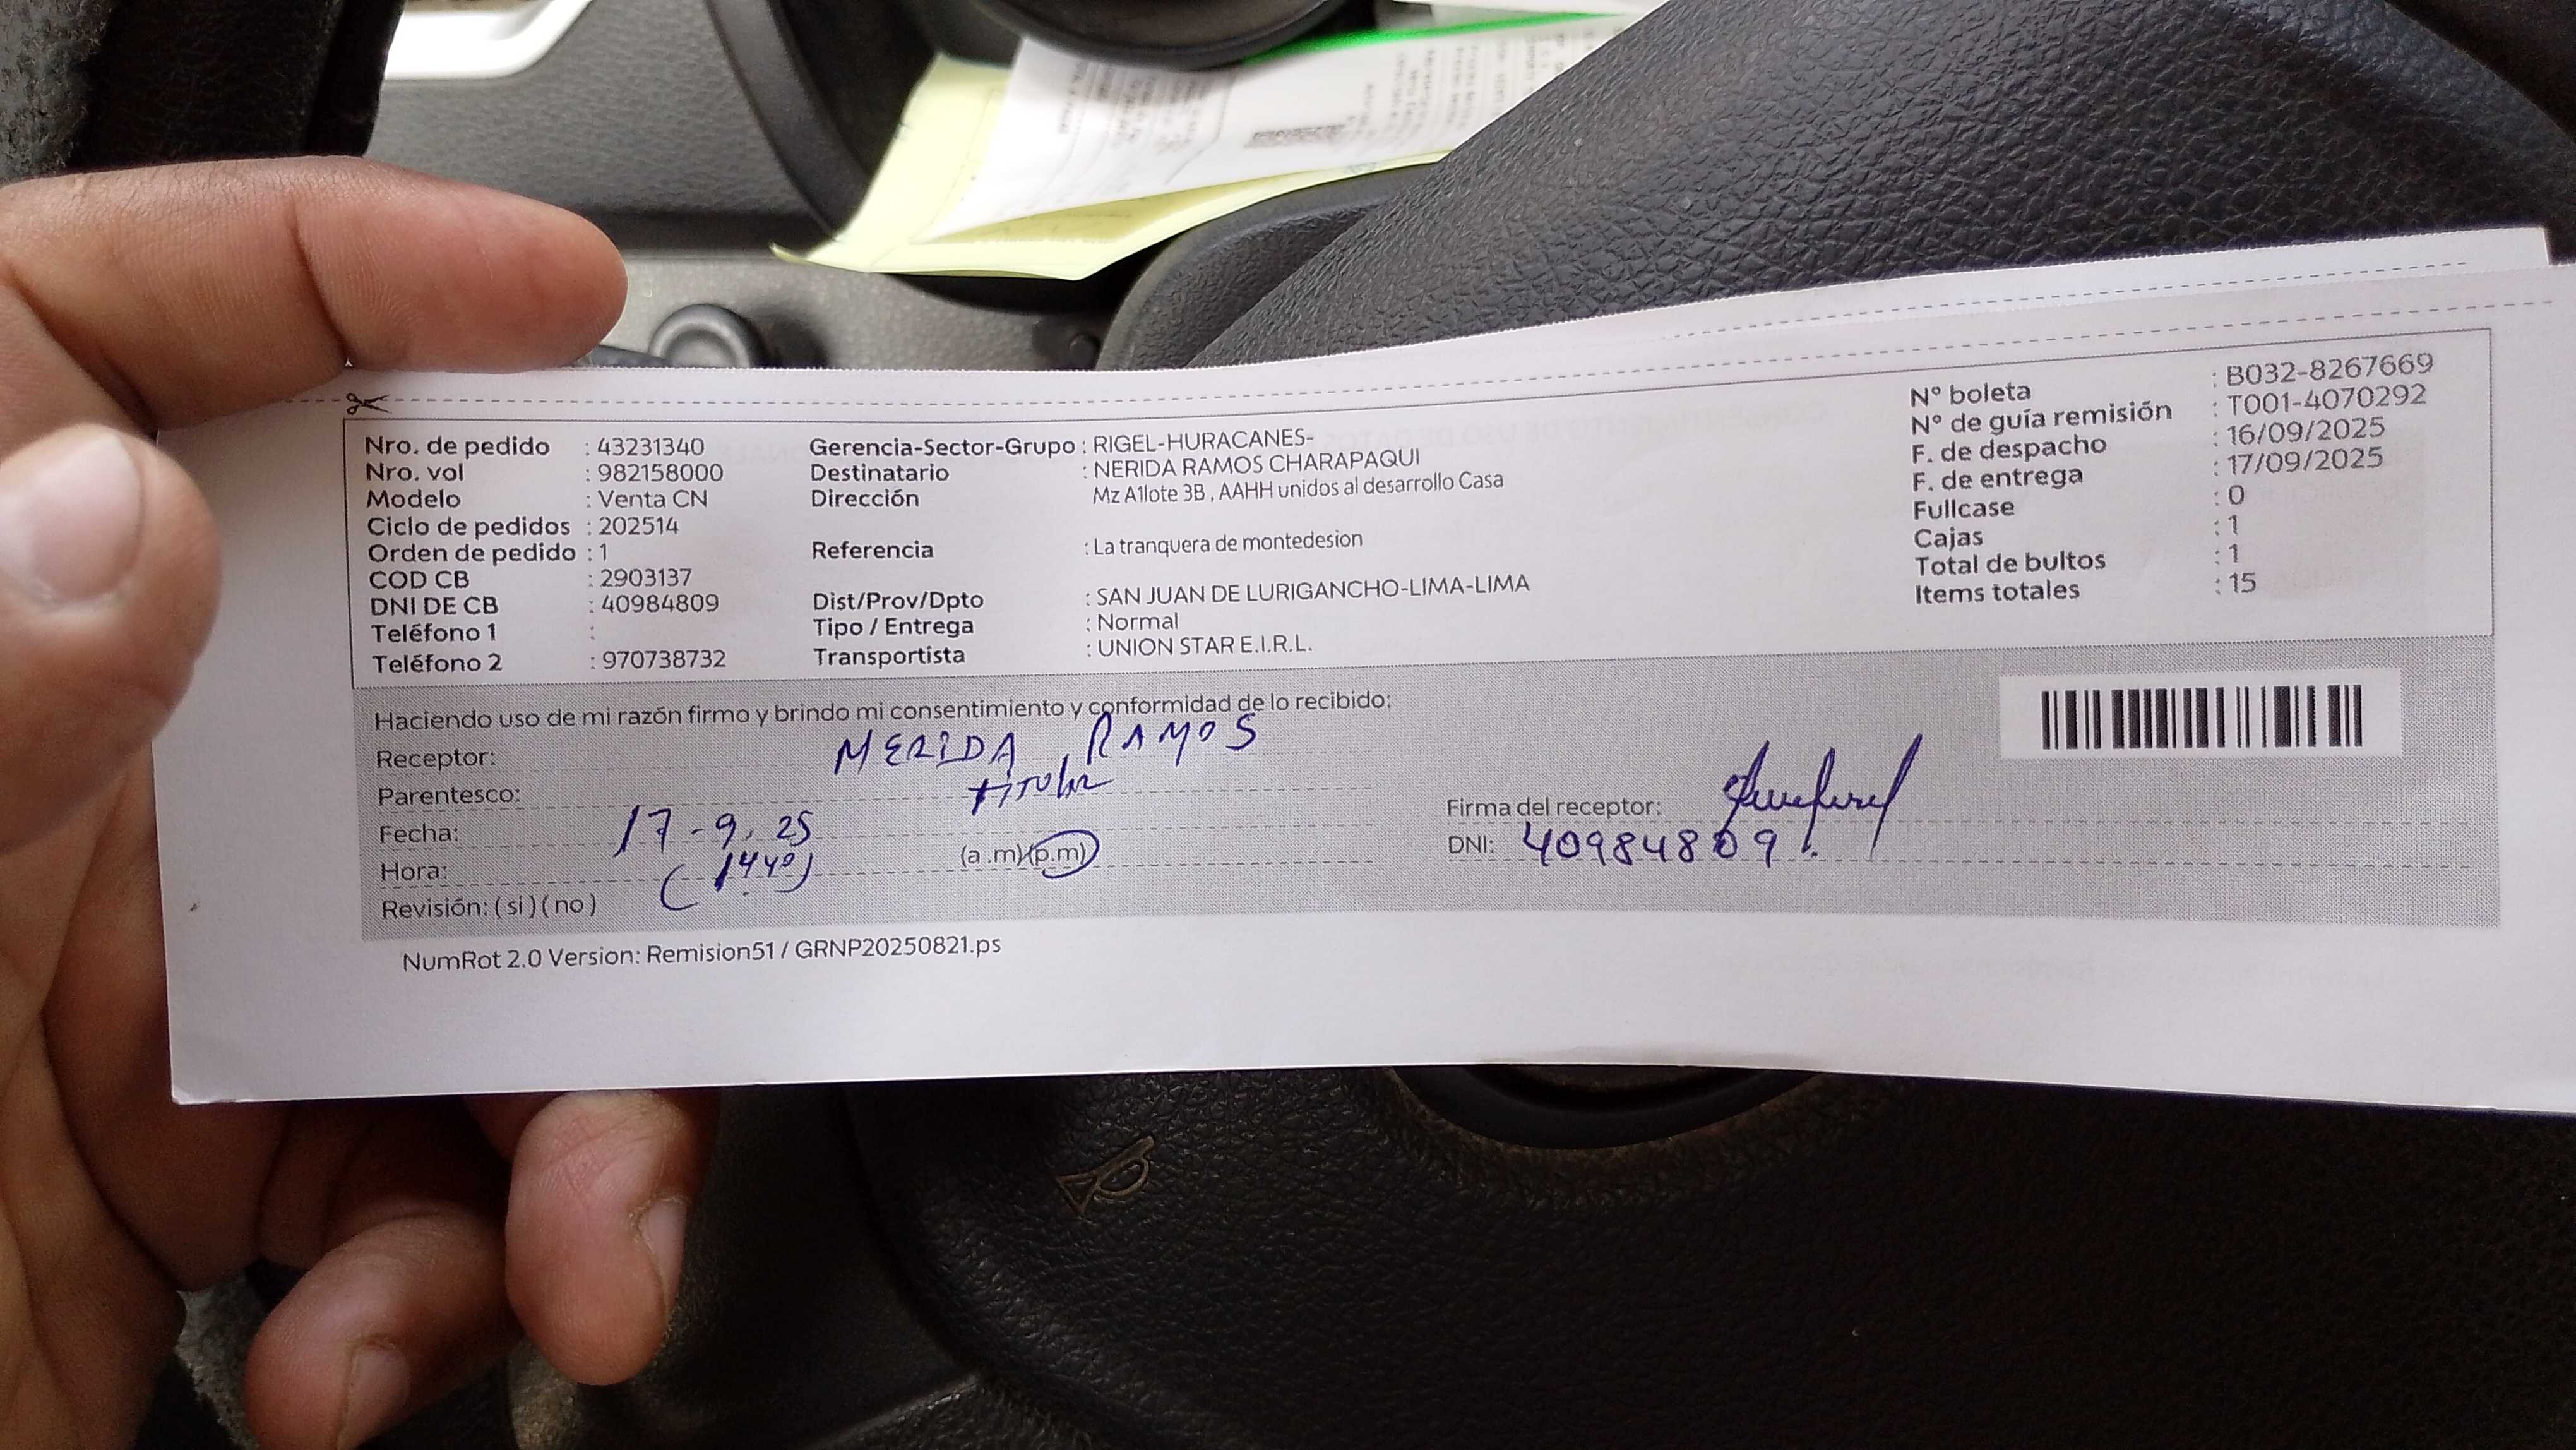 Nro. de pedido : 43231340
Nro. vol : 982158000
Modelo : Venta CN
Ciclo de pedidos : 202514
Orden de pedido : 1
COD CB : 2903137
DNI DE CB : 40984809
Teléfono 1 :
Teléfono 2 : 970738732
Gerencia-Sector-Grupo : RIGEL-HURACANES-
Destinatario : NERIDA RAMOS CHARAPAQUI
Dirección Mz A1lote 3B , AAHH unidos al desarrollo Casa
Referencia : La tranquera de montedesion
Dist/Prov/Dpto : SAN JUAN DE LURIGANCHO-LIMA-LIMA
Tipo / Entrega : Normal
Transportista : UNION STAR E.I.R.L.
N° boleta : B032-8267669
N° de guía remisión : T001-4070292
F. de despacho : 16/09/2025
F. de entrega : 17/09/2025
Fullcase : 0
Cajas : 1
Total de bultos : 1
Items totales : 15
Haciendo uso de mi razón firmo y brindo mi consentimiento y conformidad de lo recibido:
Receptor: MERIDA RAMOS
Parentesco: titular
Fecha: 17-9, 25
Hora: (1440) (a .m)(p.m)
Revisión: ( si ) ( no )
Firma del receptor:
DNI: 40984809
NumRot 2.0 Version: Remision51 / GRNP20250821.ps